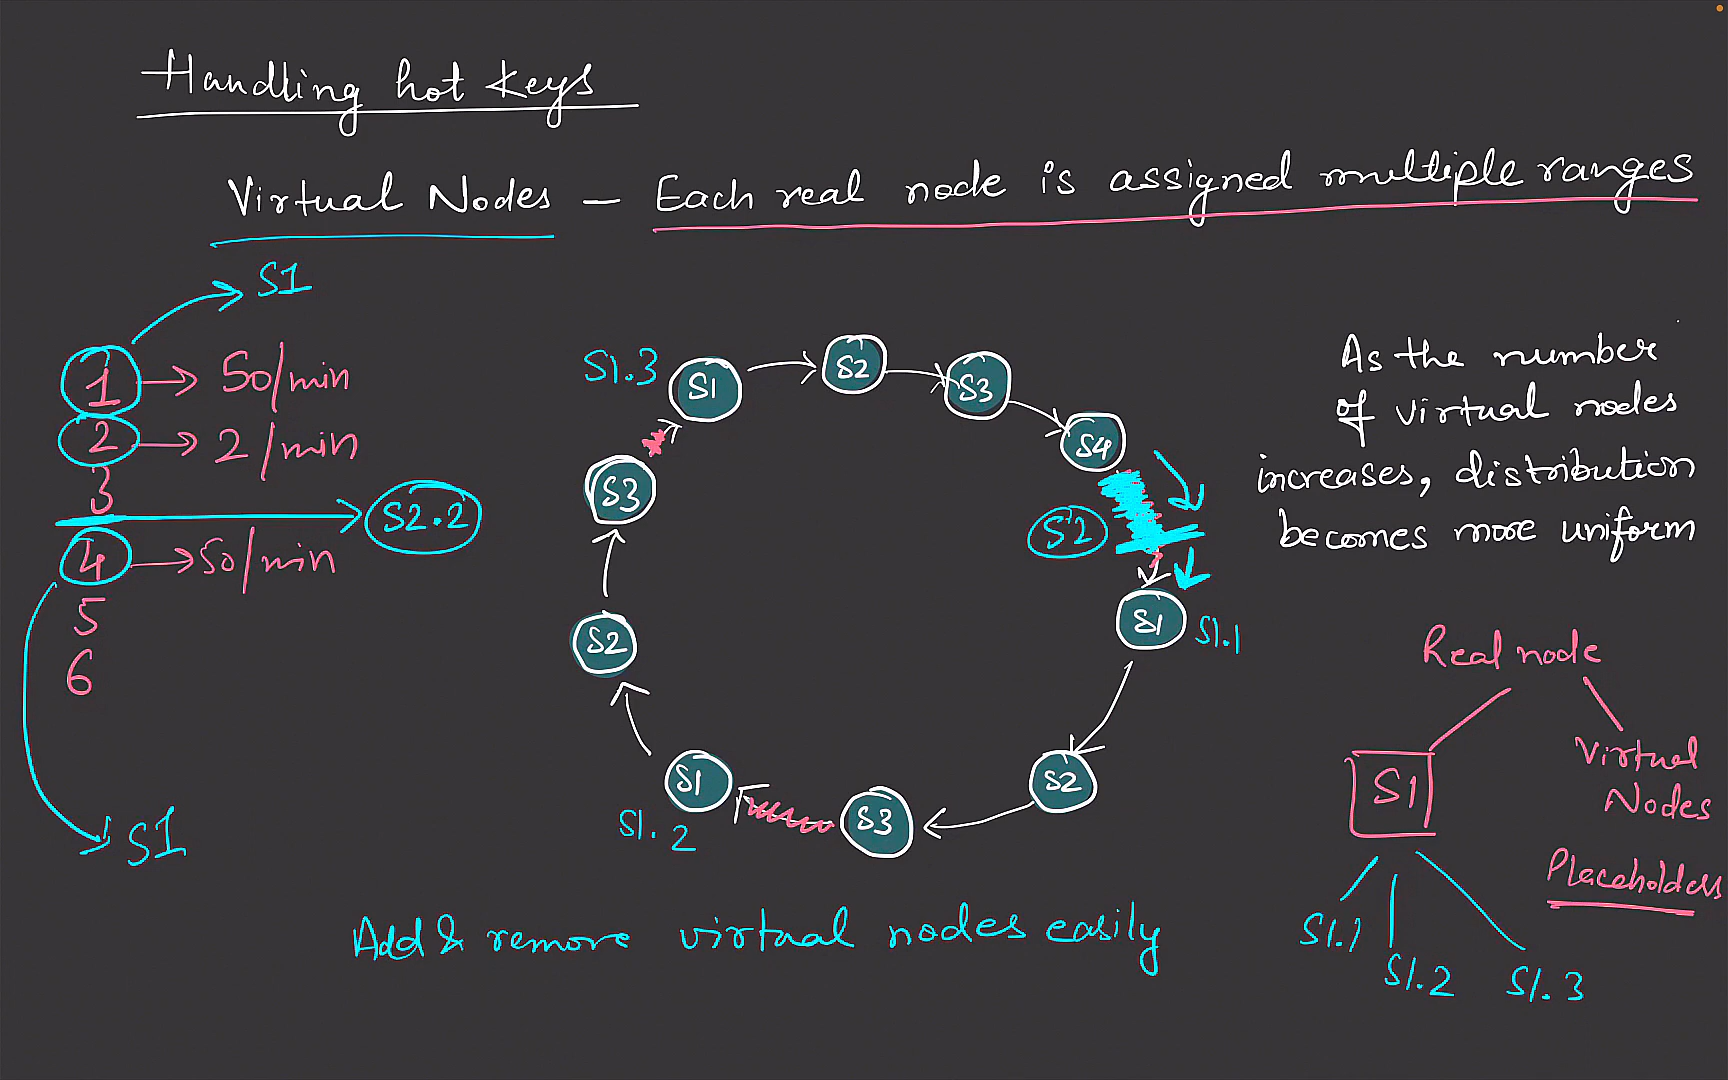 Handling hot keys
Virtual Nodes - Each real node is assigned multiple ranges
S1
1 → 50/min
2 → 2/min
3
S2.2
4 → 50/min
5
6
S1
S1.3
S1
S2
S3
S4
S2
S1
S1.1
S2
S3
S1
S1.2
S2
S3
As the number
of virtual nodes
increases, distribution
becomes more uniform
Real node
S1
Virtual
Nodes
Placeholders
S1.1
S1.2
S1.3
Add & remove virtual nodes easily